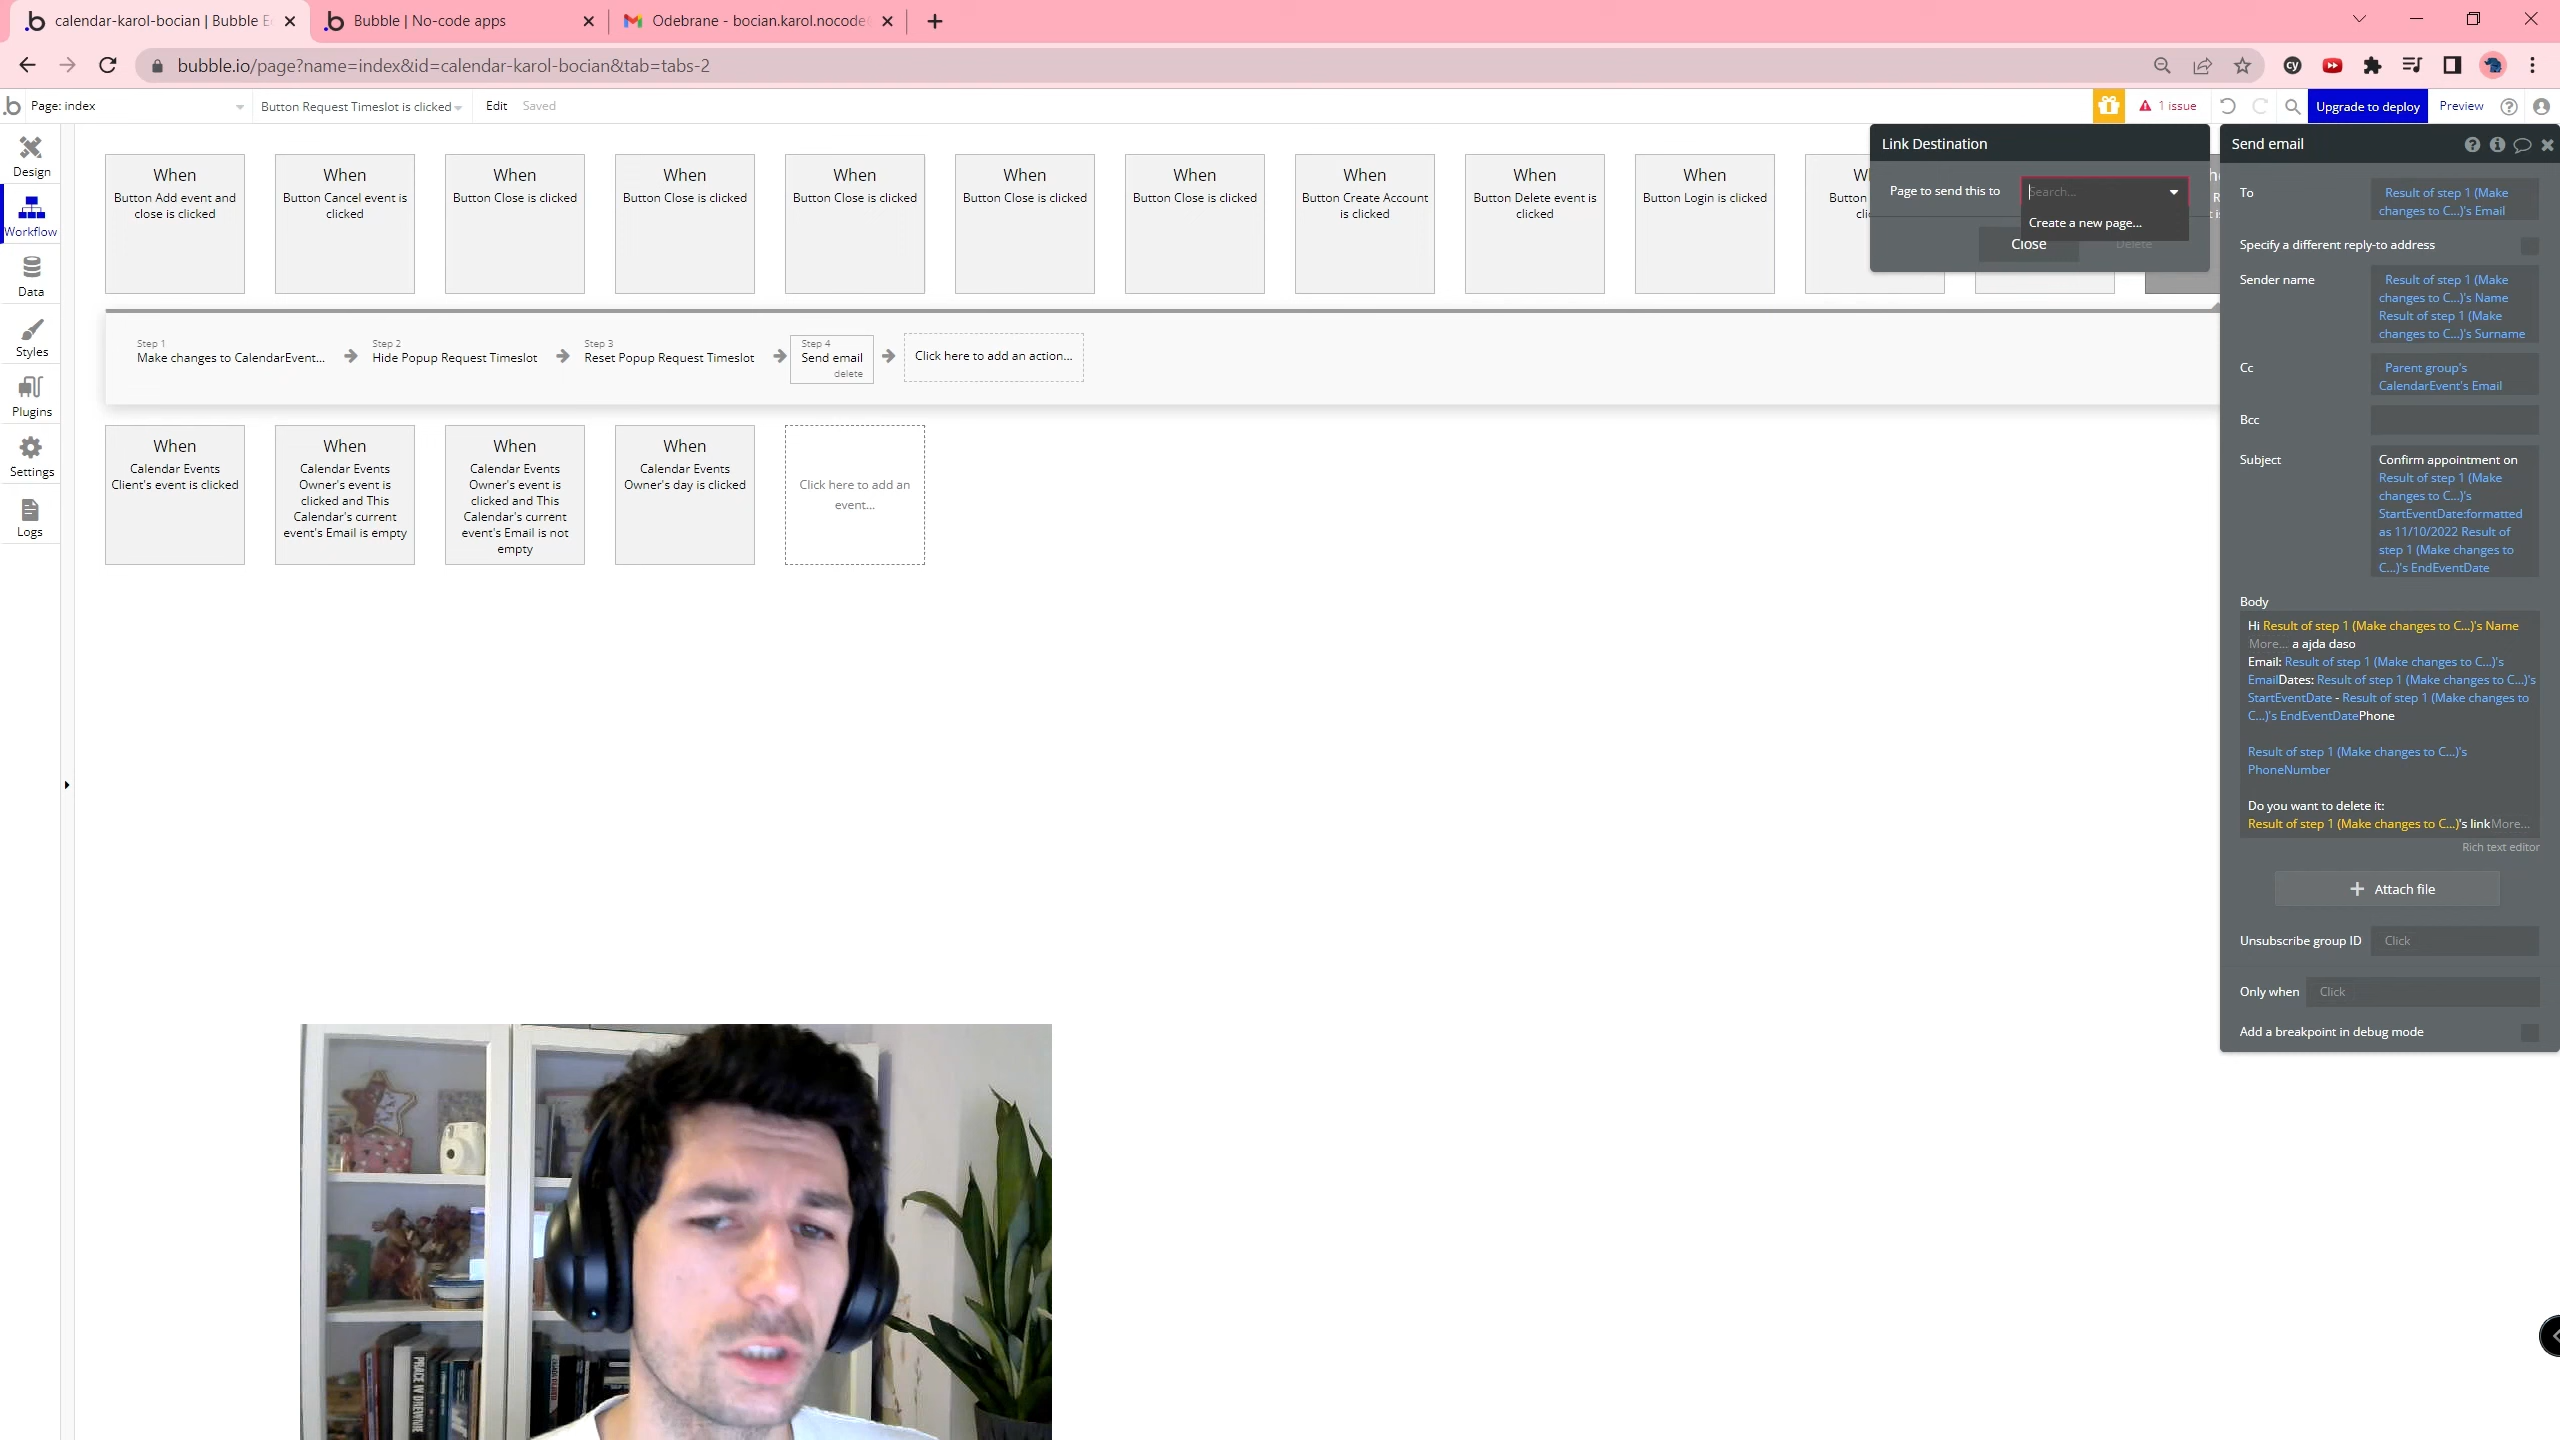 calendar-karol-bocian | Bubble E
Bubble | No-code apps
Odebrane - bocian.karol.nocode
bubble.io/page?name=index&id=calendar-karol-bocian&tab=tabs-2
Page: index
Button Request Timeslot is clicked
Edit
Saved
1 issue
Upgrade to deploy
Preview
Design
Workflow
Data
Styles
Plugins
Settings
Logs
When
Button Add event and
close is clicked
When
Button Cancel event is
clicked
When
Button Close is clicked
When
Button Close is clicked
When
Button Close is clicked
When
Button Close is clicked
When
Button Close is clicked
When
Button Create Account
is clicked
When
Button Delete event is
clicked
When
Button Login is clicked
Button
Link Destination
Page to send this to
Search...
Create a new page...
Close
Delete
Step 1
Make changes to CalendarEvent...
Step 2
Hide Popup Request Timeslot
Step 3
Reset Popup Request Timeslot
Step 4
Send email
delete
Click here to add an action...
When
Calendar Events
Client's event is clicked
When
Calendar Events
Owner's event is
clicked and This
Calendar's current
event's Email is empty
When
Calendar Events
Owner's event is
clicked and This
Calendar's current
event's Email is not
empty
When
Calendar Events
Owner's day is clicked
Click here to add an
event...
Send email
To
Result of step 1 (Make
changes to C...)'s Email
Specify a different reply-to address
Sender name
Result of step 1 (Make
changes to C...)'s Name
Result of step 1 (Make
changes to C...)'s Surname
Cc
Parent group's
CalendarEvent's Email
Bcc
Subject
Confirm appointment on
Result of step 1 (Make
changes to C...)'s
StartEventDate:formatted
as 11/10/2022 Result of
step 1 (Make changes to
C...)'s EndEventDate
Body
Hi Result of step 1 (Make changes to C...)'s Name
More... a ajda daso
Email: Result of step 1 (Make changes to C...)'s
EmailDates: Result of step 1 (Make changes to C...)'s
StartEventDate - Result of step 1 (Make changes to
C...)'s EndEventDatePhone
Result of step 1 (Make changes to C...)'s
PhoneNumber
Do you want to delete it:
Result of step 1 (Make changes to C...)'s linkMore...
Rich text editor
Attach file
Unsubscribe group ID
Click
Only when
Click
Add a breakpoint in debug mode